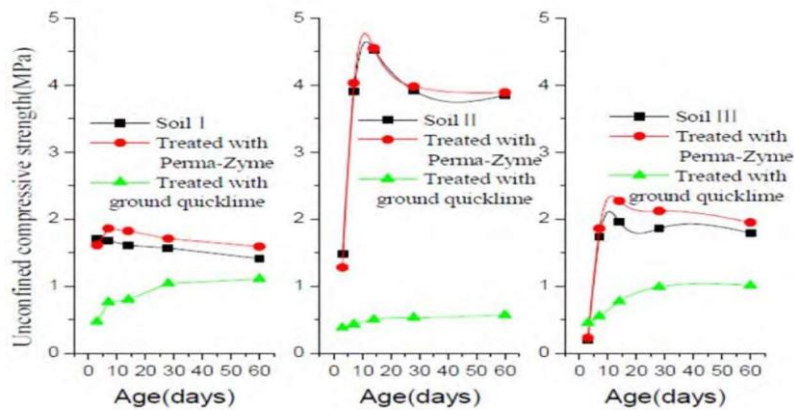 Unconfined compressive strength(MPa)
5
4
3
2
1
0
Soil I
Treated with
Perma-Zyme
Treated with
ground quicklime
0 10 20 30 40 50 60
Age(days)
5
4
3
2
1
0
Soil II
Treated with
Perma-Zyme
Treated with
ground quicklime
0 10 20 30 40 50 60
Age(days)
5
4
3
2
1
0
Soil III
Treated with
Perma-Zyme
Treated with
ground quicklime
0 10 20 30 40 50 60
Age(days)